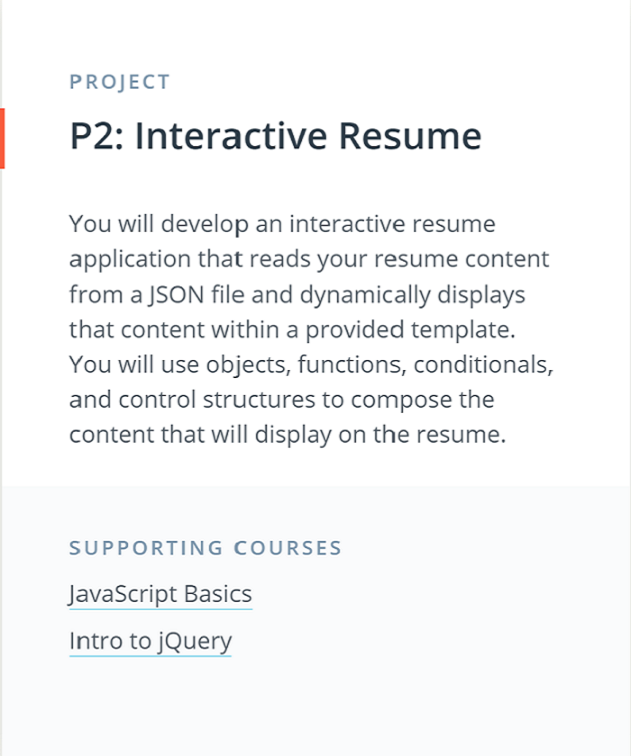 PROJECT
P2: Interactive Resume
You will develop an interactive resume
application that reads your resume content
from a JSON file and dynamically displays
that content within a provided template.
You will use objects, functions, conditionals,
and control structures to compose the
content that will display on the resume.
SUPPORTING COURSES
JavaScript Basics
Intro to jQuery